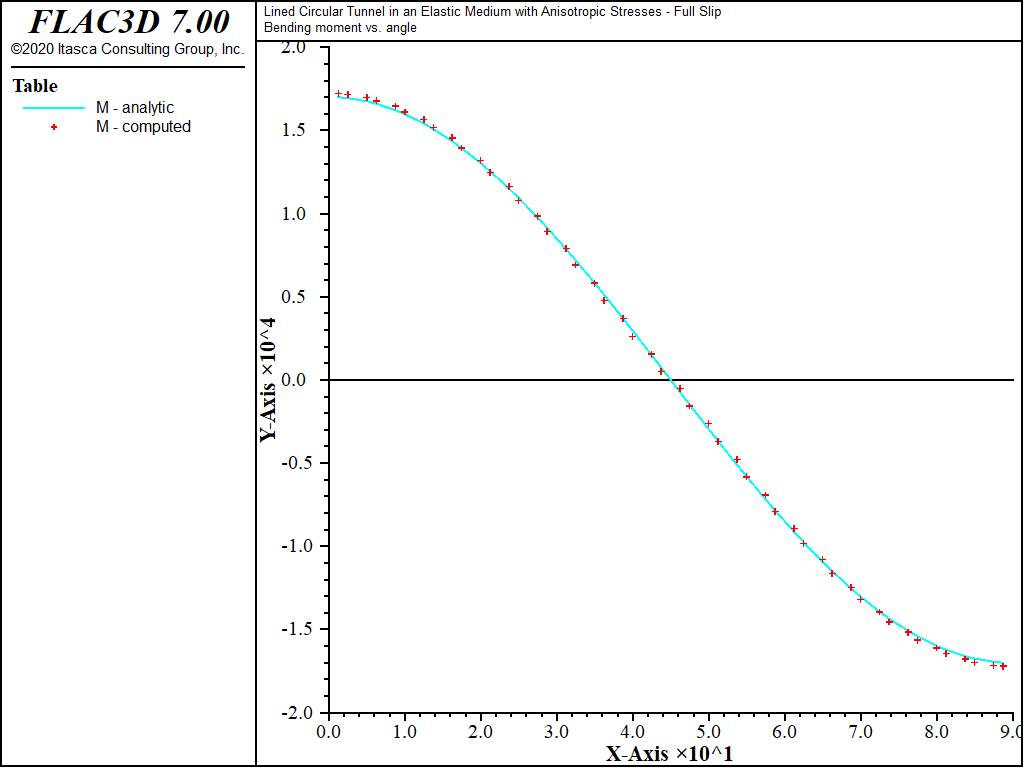 FLAC3D 7.00
©2020 Itasca Consulting Group, Inc.
Table
M - analytic
M - computed
Lined Circular Tunnel in an Elastic Medium with Anisotropic Stresses - Full Slip
Bending moment vs. angle
2.0
1.5
1.0
0.5
0.0
-0.5
-1.0
-1.5
-2.0
Y-Axis ×10^4
0.0 1.0 2.0 3.0 4.0 5.0 6.0 7.0 8.0 9.0
X-Axis ×10^1